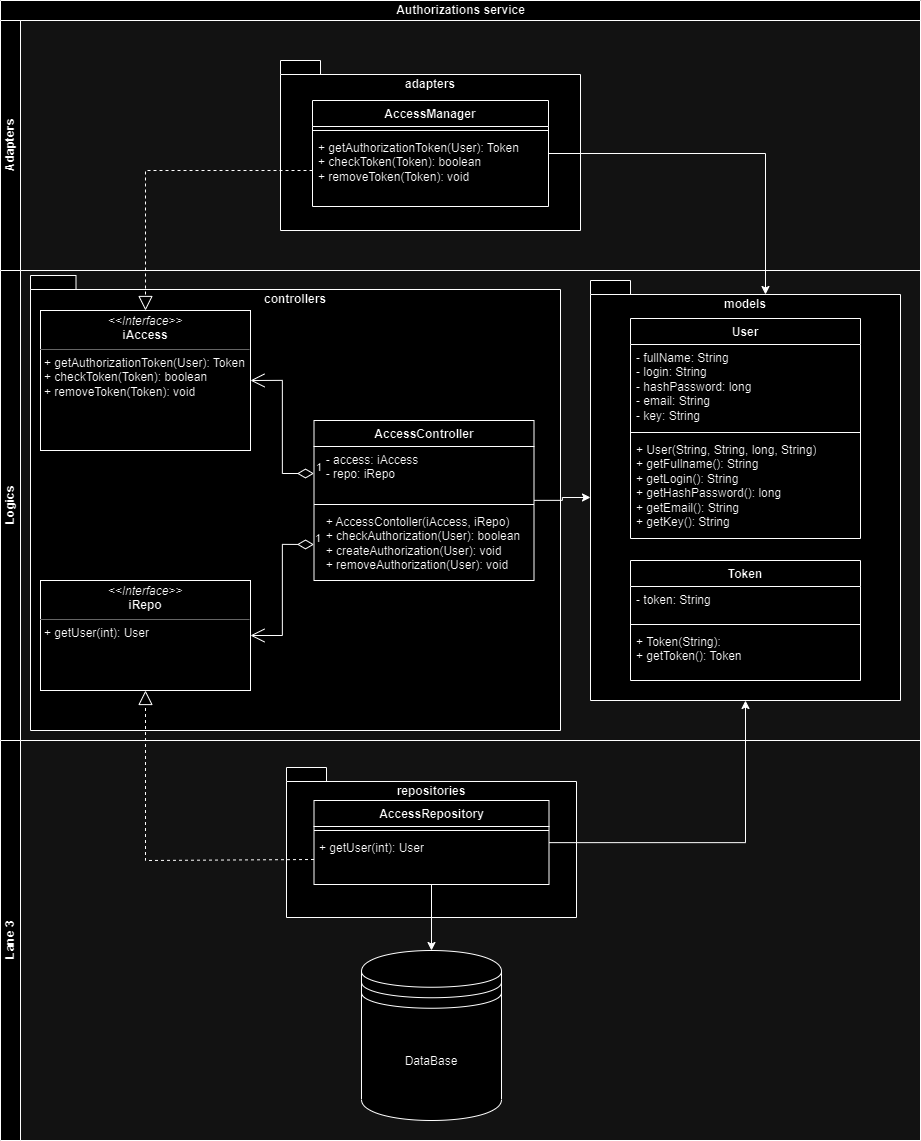 Authorizations service
Adapters
adapters
AccessManager
+ getAuthorizationToken(User): Token
+ checkToken(Token): boolean
+ removeToken(Token): void
Logics
controllers
<<Interface>>
iAccess
+ getAuthorizationToken(User): Token
+ checkToken(Token): boolean
+ removeToken(Token): void
AccessController
- access: iAccess
- repo: iRepo
+ AccessContoller(iAccess, iRepo)
+ checkAuthorization(User): boolean
+ createAuthorization(User): void
+ removeAuthorization(User): void
1
1
<<Interface>>
iRepo
+ getUser(int): User
models
User
- fullName: String
- login: String
- hashPassword: long
- email: String
- key: String
+ User(String, String, long, String)
+ getFullname(): String
+ getLogin(): String
+ getHashPassword(): long
+ getEmail(): String
+ getKey(): String
Token
- token: String
+ Token(String):
+ getToken(): Token
Lane 3
repositories
AccessRepository
+ getUser(int): User
DataBase